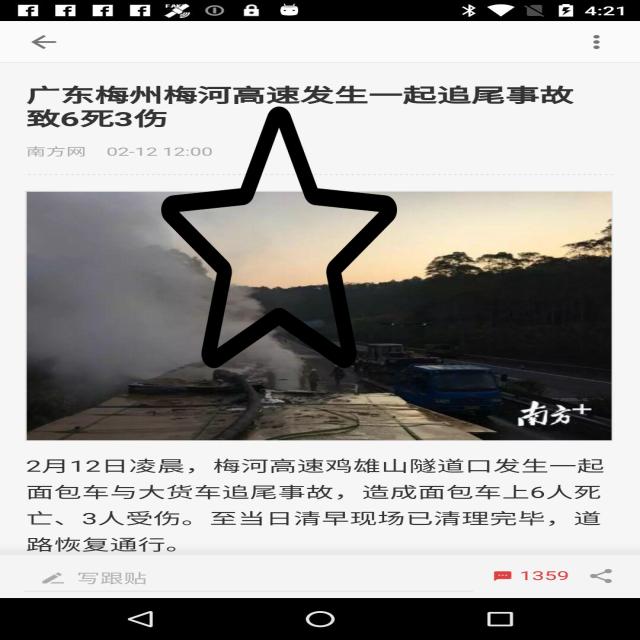 4:21
广东梅州梅河高速发生一起追尾事故
致6死3伤
南方网 02-12 12:00
南方+
2月12日凌晨，梅河高速鸡雄山隧道口发生一起
面包车与大货车追尾事故，造成面包车上6人死
亡、3人受伤。至当日清早现场已清理完毕，道
路恢复通行。
写跟贴 1359